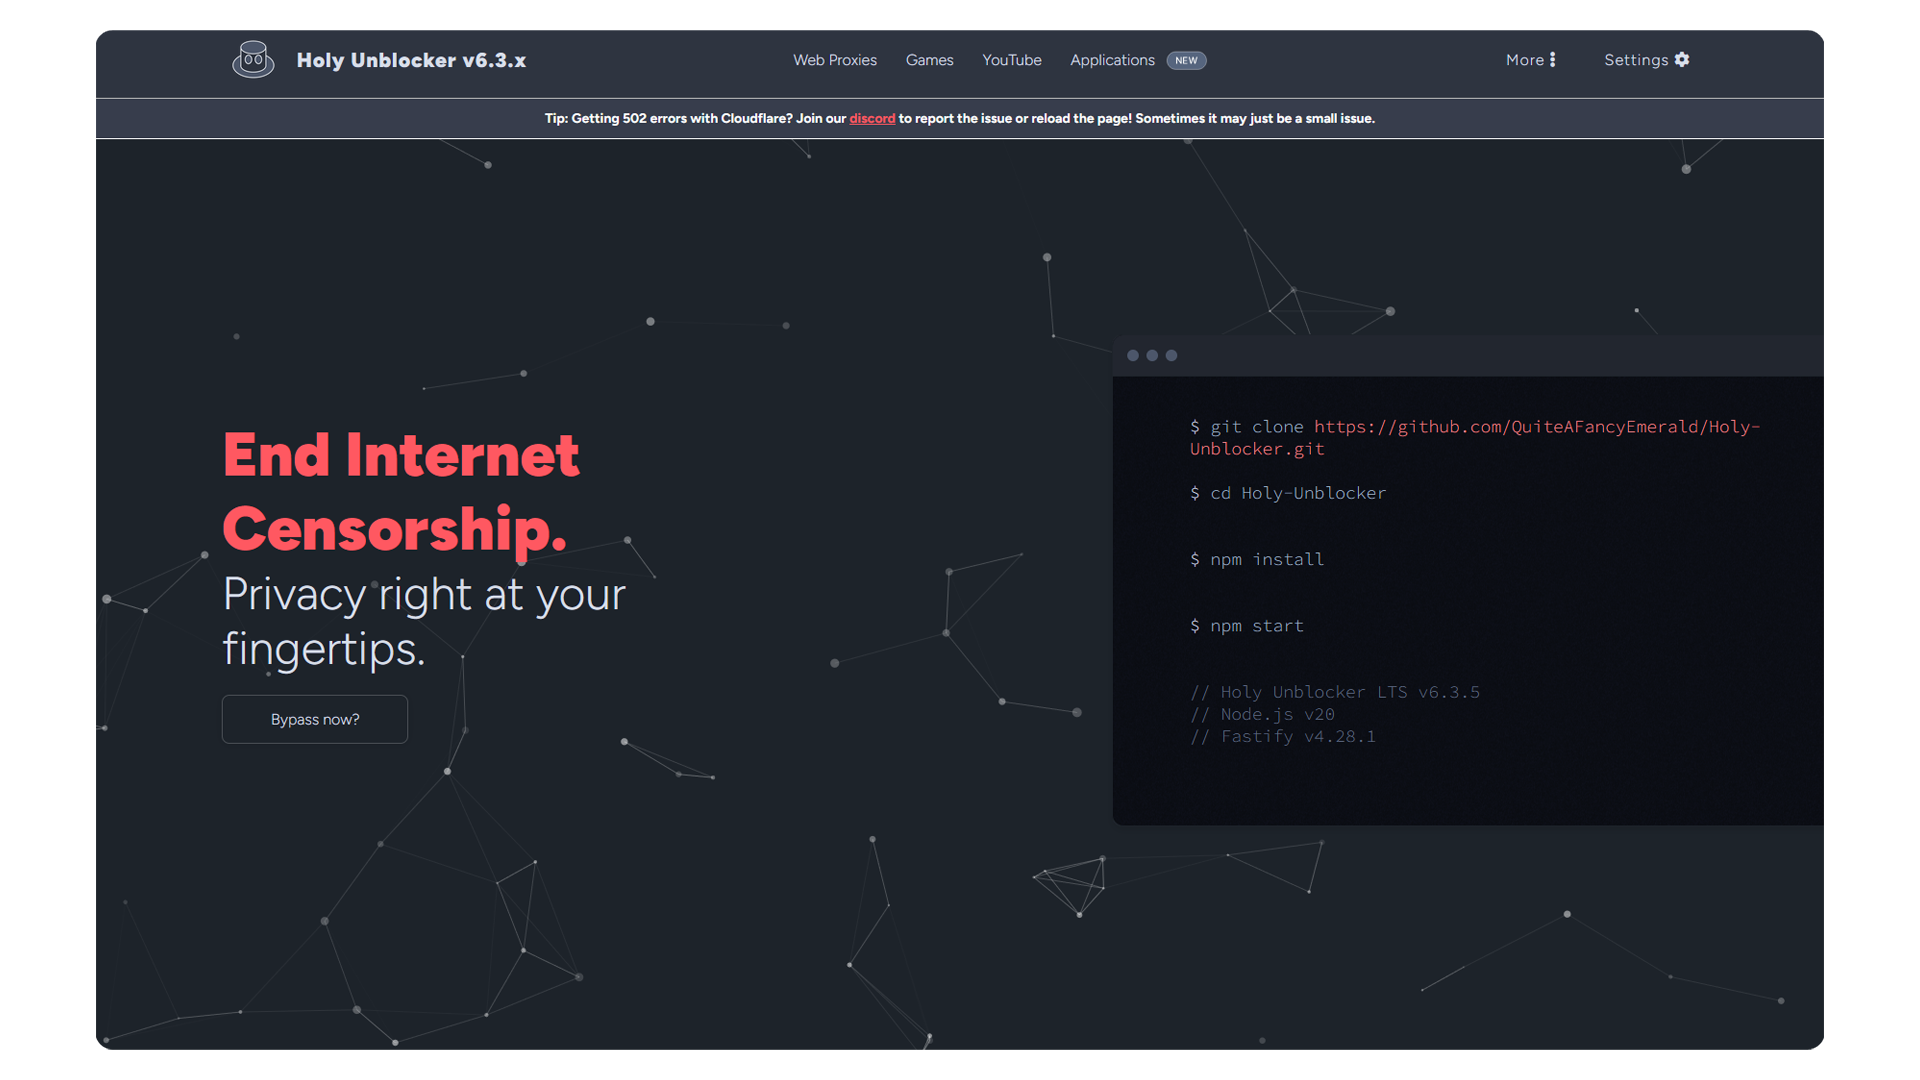 Holy Unblocker v6.3.x
Web Proxies Games YouTube Applications NEW
More Settings
Tip: Getting 502 errors with Cloudflare? Join our discord to report the issue or reload the page! Sometimes it may just be a small issue.
End Internet
Censorship.
Privacy right at your
fingertips.
Bypass now?
$ git clone https://github.com/QuiteAFancyEmerald/Holy-
Unblocker.git
$ cd Holy-Unblocker
$ npm install
$ npm start
// Holy Unblocker LTS v6.3.5
// Node.js v20
// Fastify v4.28.1